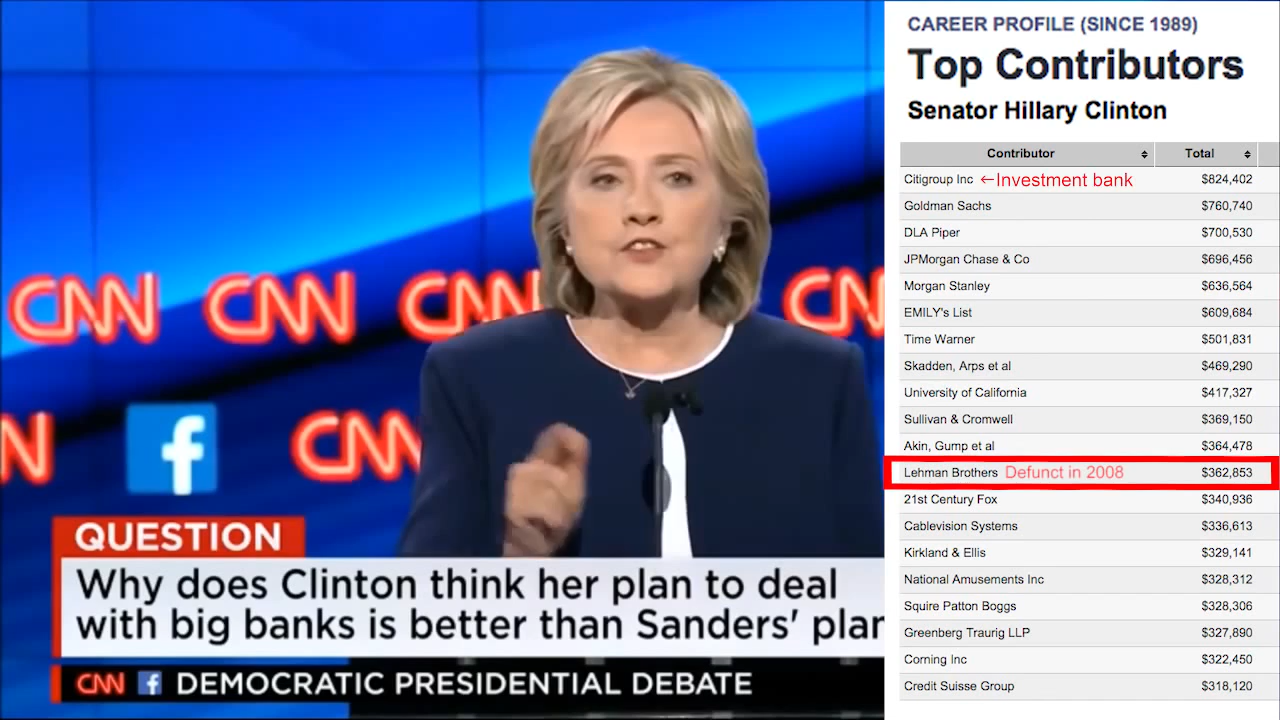 CNN CNN CNN CNN
N f CNN
QUESTION
Why does Clinton think her plan to deal
with big banks is better than Sanders' plan
CNN f DEMOCRATIC PRESIDENTIAL DEBATE
CAREER PROFILE (SINCE 1989)
Top Contributors
Senator Hillary Clinton
Contributor Total
Citigroup Inc ←Investment bank $824,402
Goldman Sachs $760,740
DLA Piper $700,530
JPMorgan Chase & Co $696,456
Morgan Stanley $636,564
EMILY's List $609,684
Time Warner $501,831
Skadden, Arps et al $469,290
University of California $417,327
Sullivan & Cromwell $369,150
Akin, Gump et al $364,478
Lehman Brothers Defunct in 2008 $362,853
21st Century Fox $340,936
Cablevision Systems $336,613
Kirkland & Ellis $329,141
National Amusements Inc $328,312
Squire Patton Boggs $328,306
Greenberg Traurig LLP $327,890
Corning Inc $322,450
Credit Suisse Group $318,120